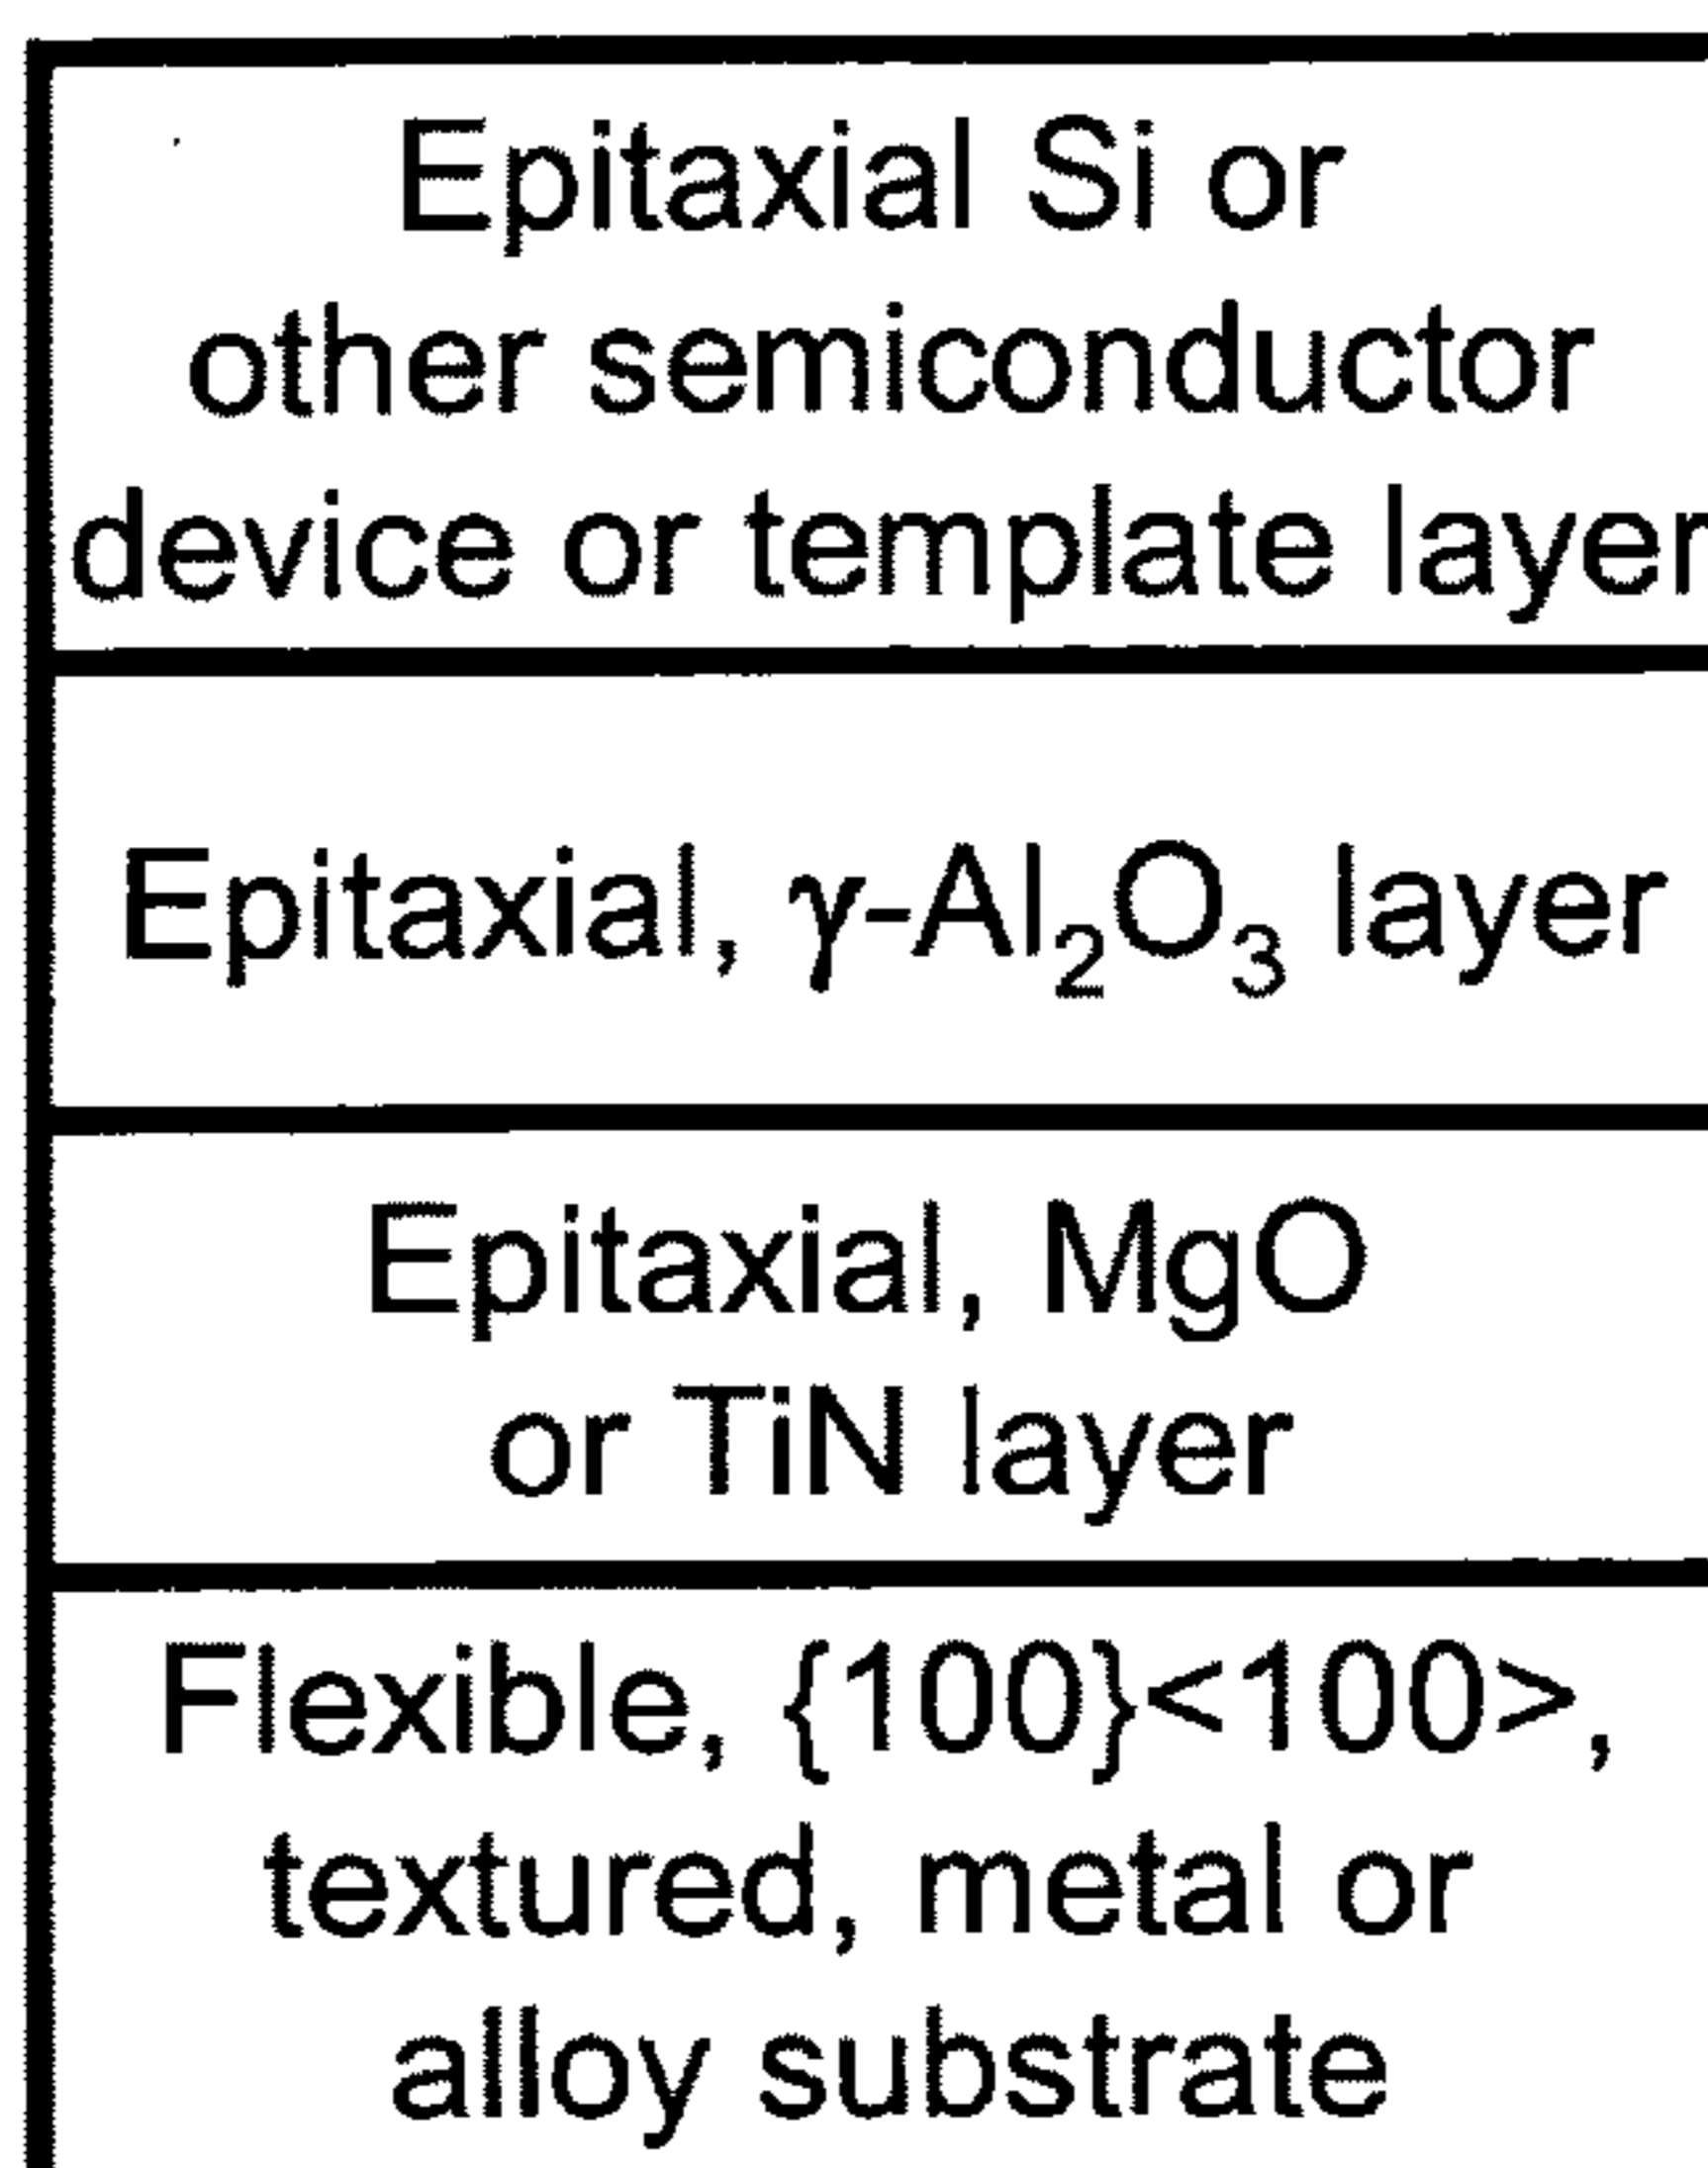 Epitaxial Si or
other semiconductor
device or template layer
Epitaxial, γ-Al₂O₃ layer
Epitaxial, MgO
or TiN layer
Flexible, {100}<100>,
textured, metal or
alloy substrate